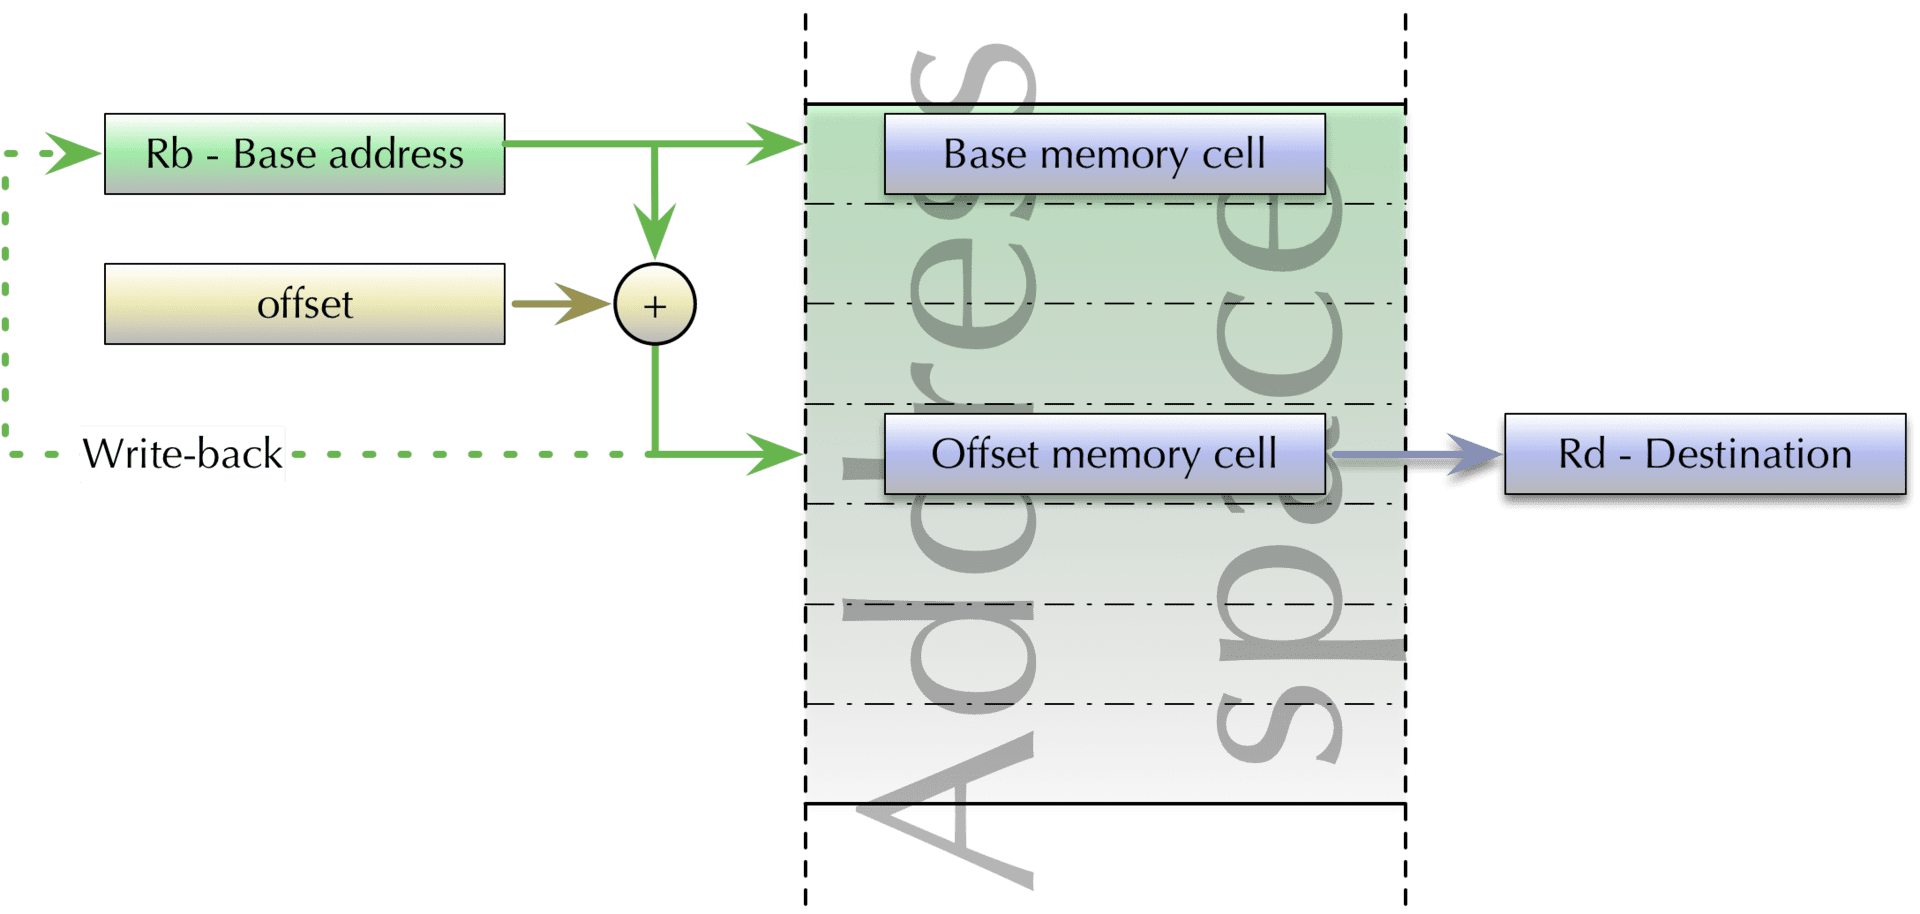 Rb - Base address
Base memory cell
offset
+
Write-back
Offset memory cell
Rd - Destination
Address
space